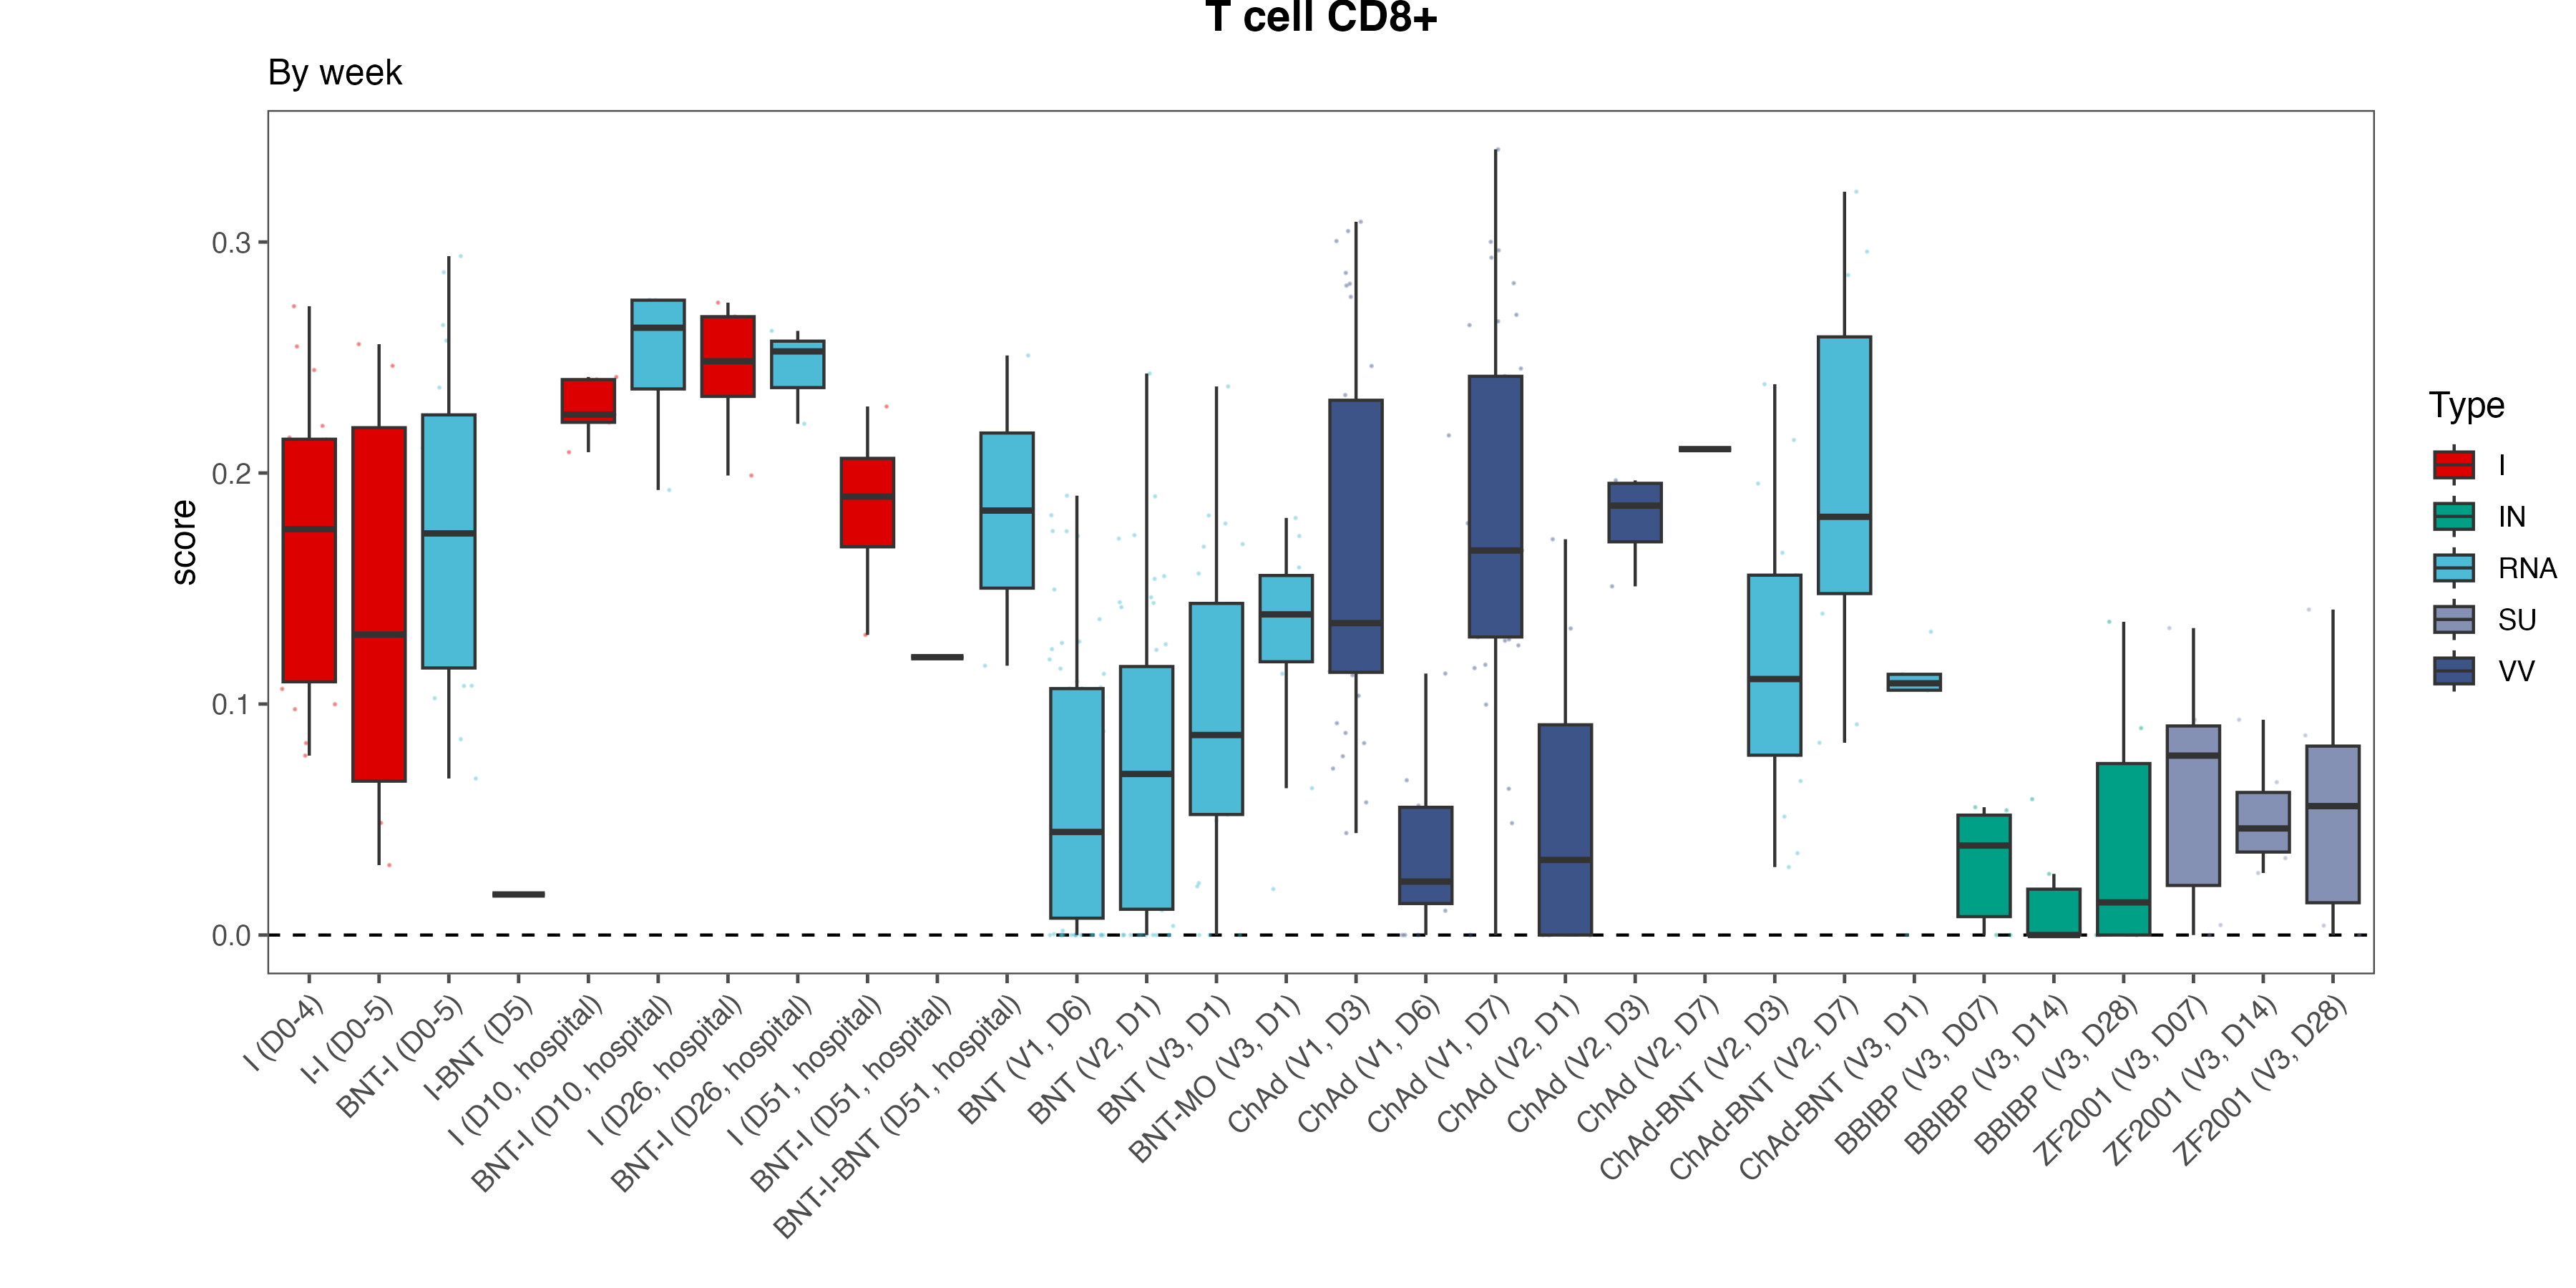 T cell CD8+
By week
score
0.3
0.2
0.1
0.0
I (D0-4)
I-I (D0-5)
BNT-I (D0-5)
I-BNT (D5)
I (D10, hospital)
BNT-I (D10, hospital)
I (D26, hospital)
BNT-I (D26, hospital)
I (D51, hospital)
BNT-I (D51, hospital)
BNT-I-BNT (D51, hospital)
BNT (V1, D6)
BNT (V2, D1)
BNT (V3, D1)
BNT-MO (V3, D1)
ChAd (V1, D3)
ChAd (V1, D6)
ChAd (V1, D7)
ChAd (V2, D1)
ChAd (V2, D3)
ChAd (V2, D7)
ChAd-BNT (V2, D3)
ChAd-BNT (V2, D7)
ChAd-BNT (V3, D1)
BBIBP (V3, D07)
BBIBP (V3, D14)
BBIBP (V3, D28)
ZF2001 (V3, D07)
ZF2001 (V3, D14)
ZF2001 (V3, D28)
Type
I
IN
RNA
SU
VV